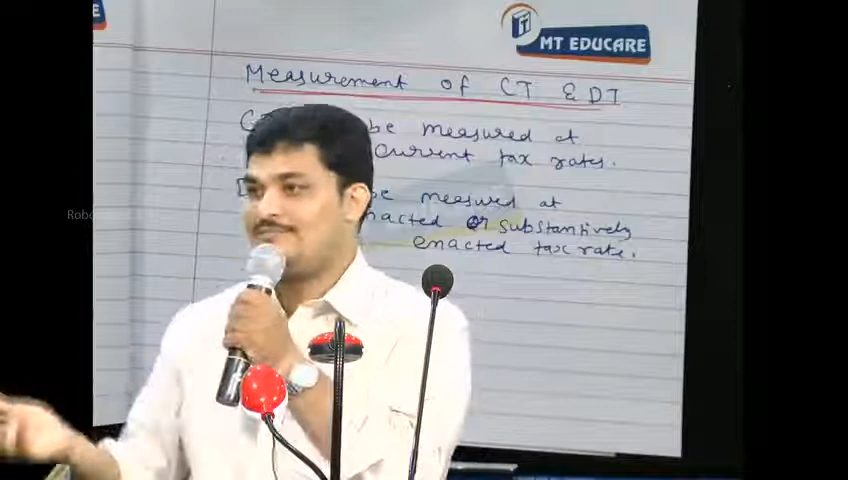 E
MT EDUCARE
Measurement of CT & DT
be measured at
current tax rates.
be measured at
enacted or substantively
enacted tax rate.